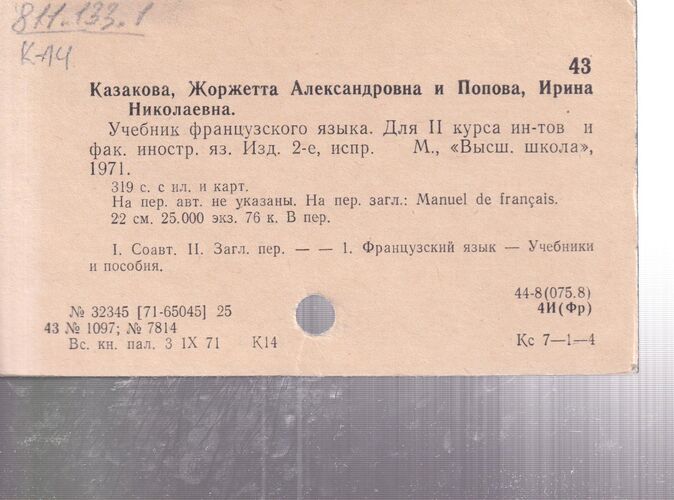 811.133.1
К-14
43
Казакова, Жоржетта Александровна и Попова, Ирина
Николаевна.
Учебник французского языка. Для II курса ин-тов и
фак. иностр. яз. Изд. 2-е, испр. М., «Высш. школа»,
1971.
319 с. с ил. и карт.
На пер. авт. не указаны. На пер. загл.: Manuel de français.
22 см. 25.000 экз. 76 к. В пер.
I. Соавт. II. Загл. пер. — — 1. Французский язык — Учебники
и пособия.
44-8(075.8)
№ 32345 [71-65045] 25 4И(Фр)
43 № 1097; № 7814
Вс. кн. пал. 3 IX 71 К14 Кс 7—1—4